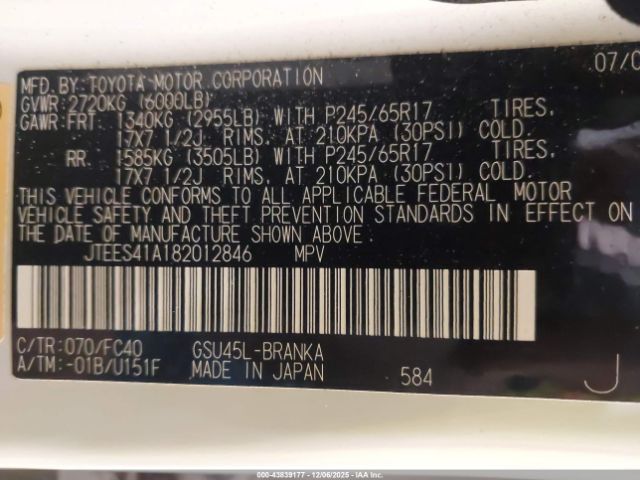 MFD.BY:TOYOTA MOTOR CORPORATION 07/0
GVWR:2720KG (6000LB)
GAWR:FRT 1340KG (2955LB) WITH P245/65R17 TIRES,
17X7 1/2J RIMS, AT 210KPA (30PSI) COLD.
RR 1585KG (3505LB) WITH P245/65R17 TIRES,
17X7 1/2J RIMS, AT 210KPA (30PSI) COLD.
THIS VEHICLE CONFORMS TO ALL APPLICABLE FEDERAL MOTOR
VEHICLE SAFETY AND THEFT PREVENTION STANDARDS IN EFFECT ON
THE DATE OF MANUFACTURE SHOWN ABOVE.
JTEES41A182012846 MPV
C/TR:070/FC40 GSU45L-BRANKA
A/TM:-01B/U151F MADE IN JAPAN 584 J
000-43839177 - 12/06/2025 - IAA, Inc.